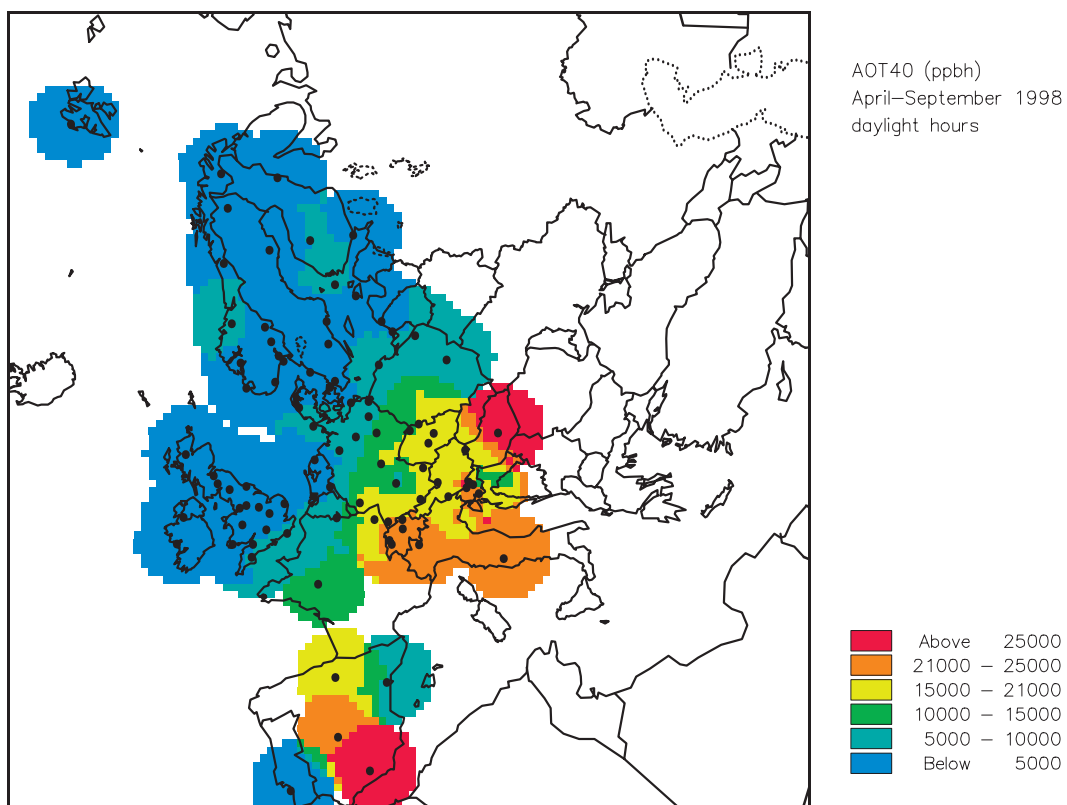 AOT40 (ppbh)
April–September 1998
daylight hours
Above 25000
21000 – 25000
15000 – 21000
10000 – 15000
5000 – 10000
Below 5000